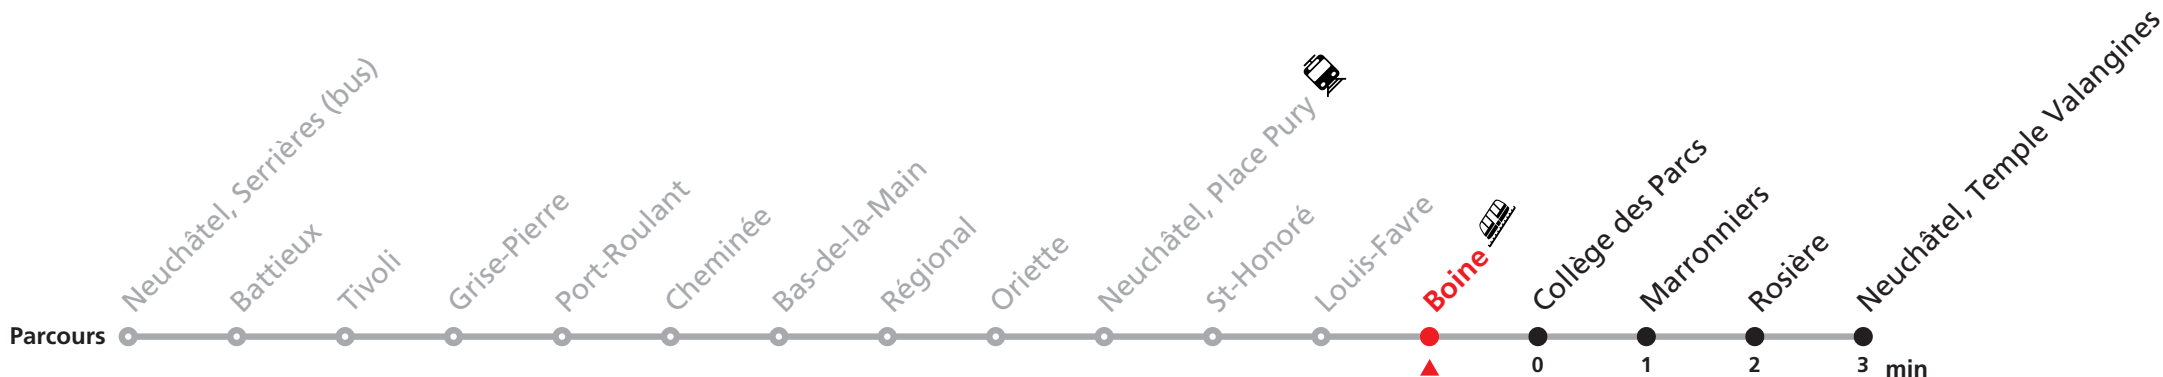 Neuchâtel, Serrières (bus)
Battieux
Tivoli
Grise-Pierre
Port-Roulant
Cheminée
Bas-de-la-Main
Régional
Oriette
Neuchâtel, Place Pury
St-Honoré
Louis-Favre
Boine
Collège des Parcs
Marronniers
Rosière
Neuchâtel, Temple Valangines
Parcours
0 1 2 3 min